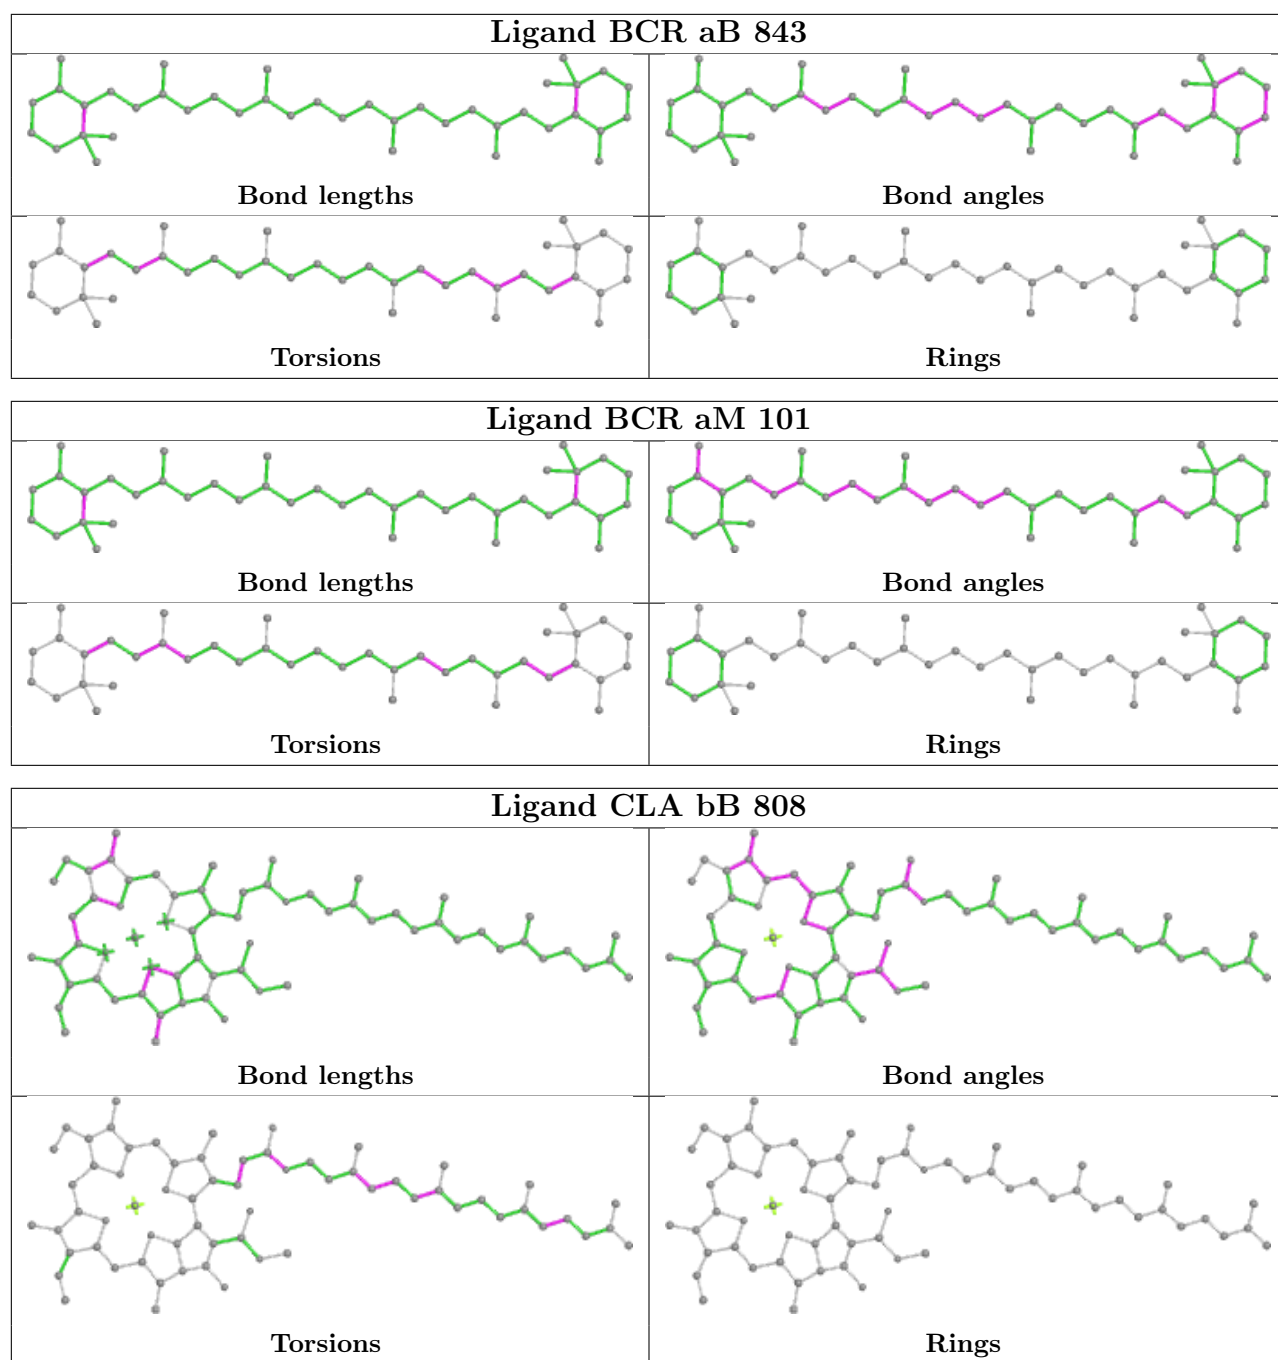 Ligand BCR aB 843
Bond lengths
Bond angles
Torsions
Rings
Ligand BCR aM 101
Bond lengths
Bond angles
Torsions
Rings
Ligand CLA bB 808
Bond lengths
Bond angles
Torsions
Rings